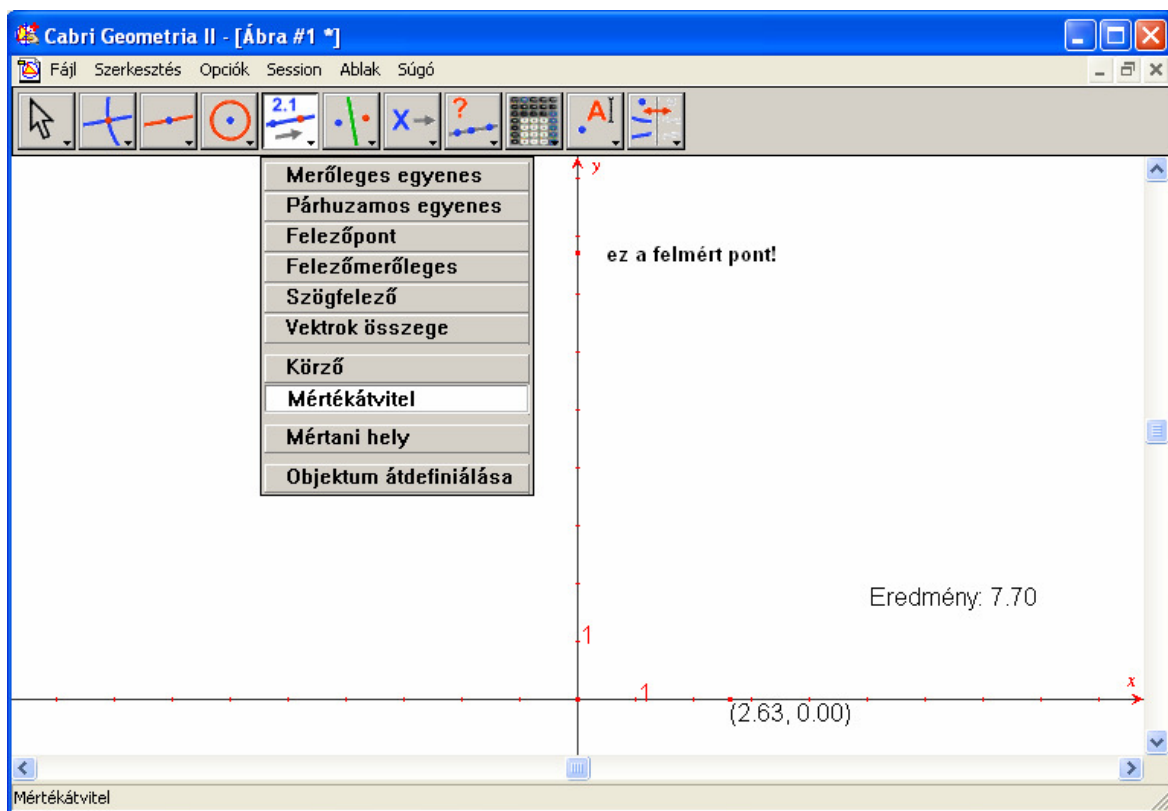 Cabri Geometria II - [Ábra #1 *]
Fájl Szerkesztés Opciók Session Ablak Súgó
2.1
X
?
A
Merőleges egyenes
Párhuzamos egyenes
Felezőpont
Felezőmerőleges
Szögfelező
Vektrok összege
Körző
Mértékátvitel
Mértani hely
Objektum átdefiniálása
y
ez a felmért pont!
Eredmény: 7.70
1
1
x
(2.63, 0.00)
Mértékátvitel